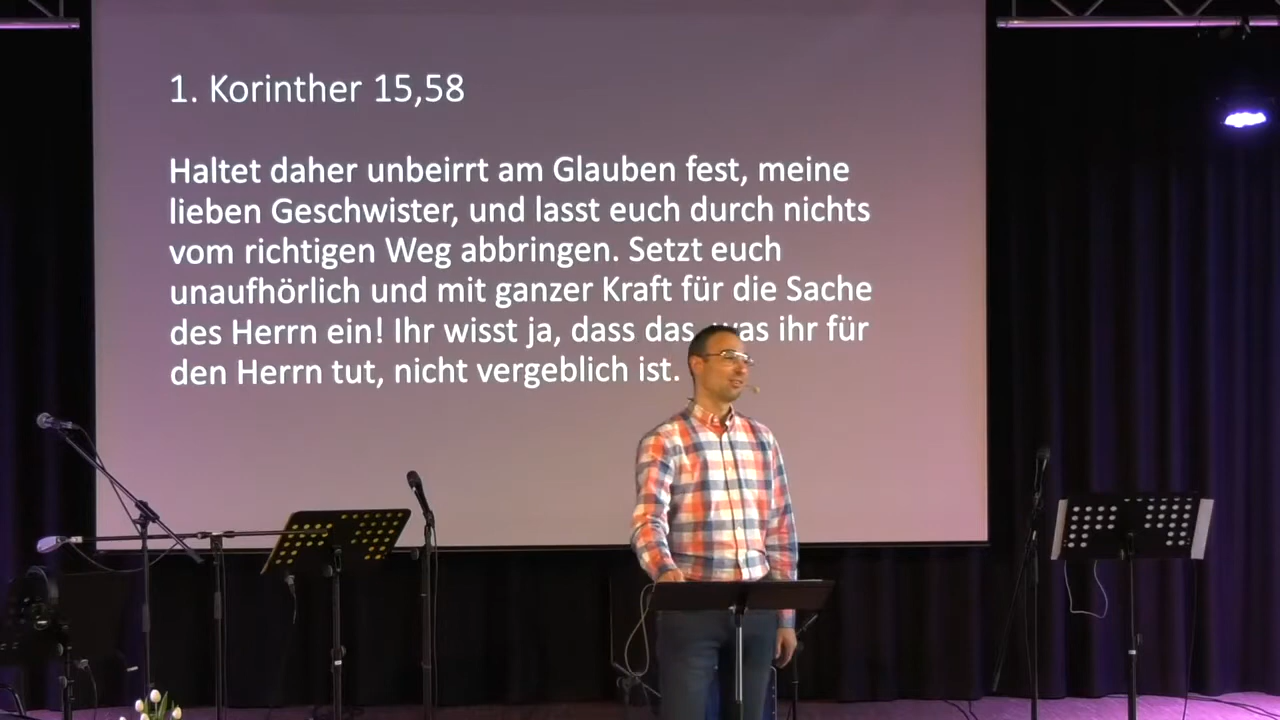 1. Korinther 15,58
Haltet daher unbeirrt am Glauben fest, meine
lieben Geschwister, und lasst euch durch nichts
vom richtigen Weg abbringen. Setzt euch
unaufhörlich und mit ganzer Kraft für die Sache
des Herrn ein! Ihr wisst ja, dass das, was ihr für
den Herrn tut, nicht vergeblich ist.